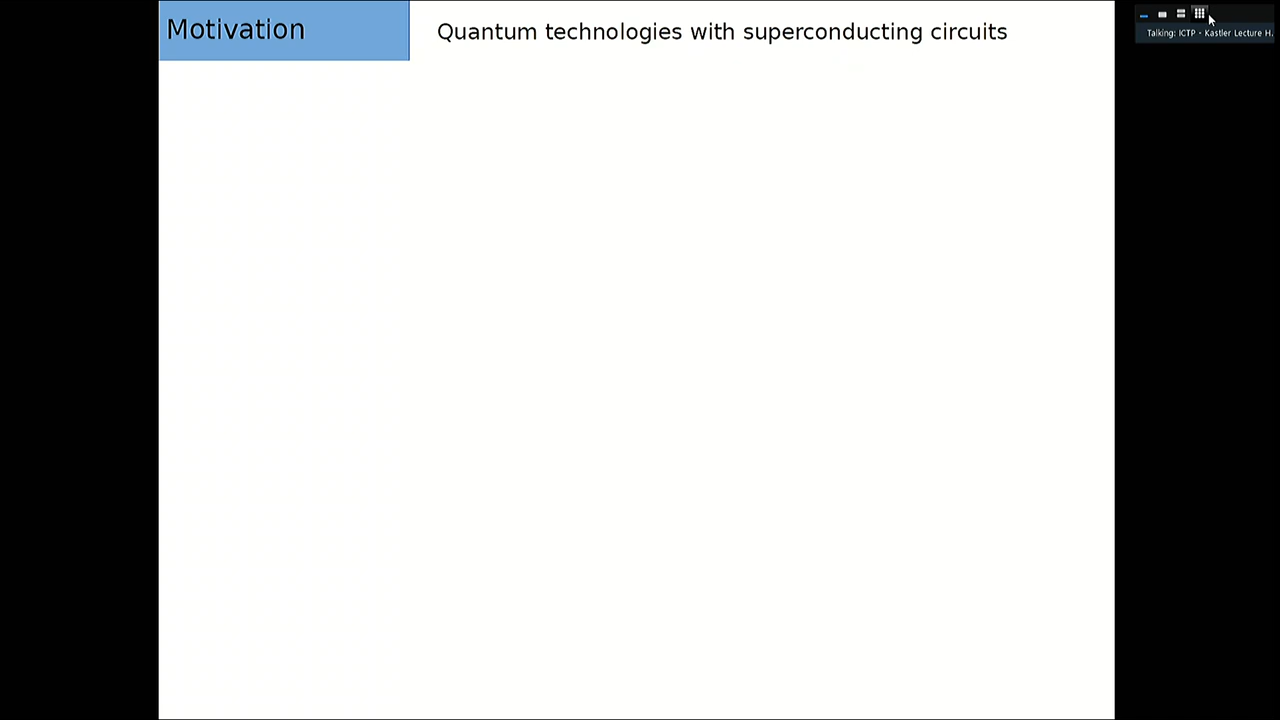 Motivation
Quantum technologies with superconducting circuits
Talking: ICTP - Kastler Lecture H.